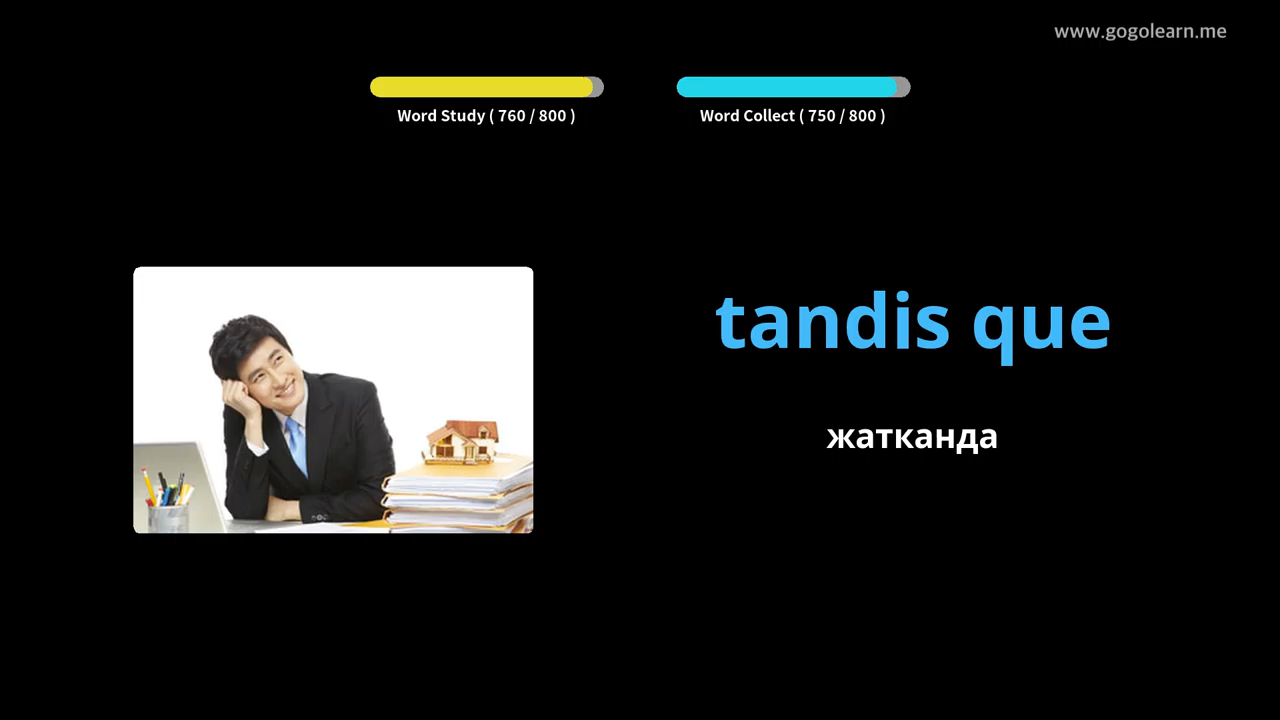 www.gogolearn.me
Word Study ( 760 / 800 )
Word Collect ( 750 / 800 )
tandis que
жатканда